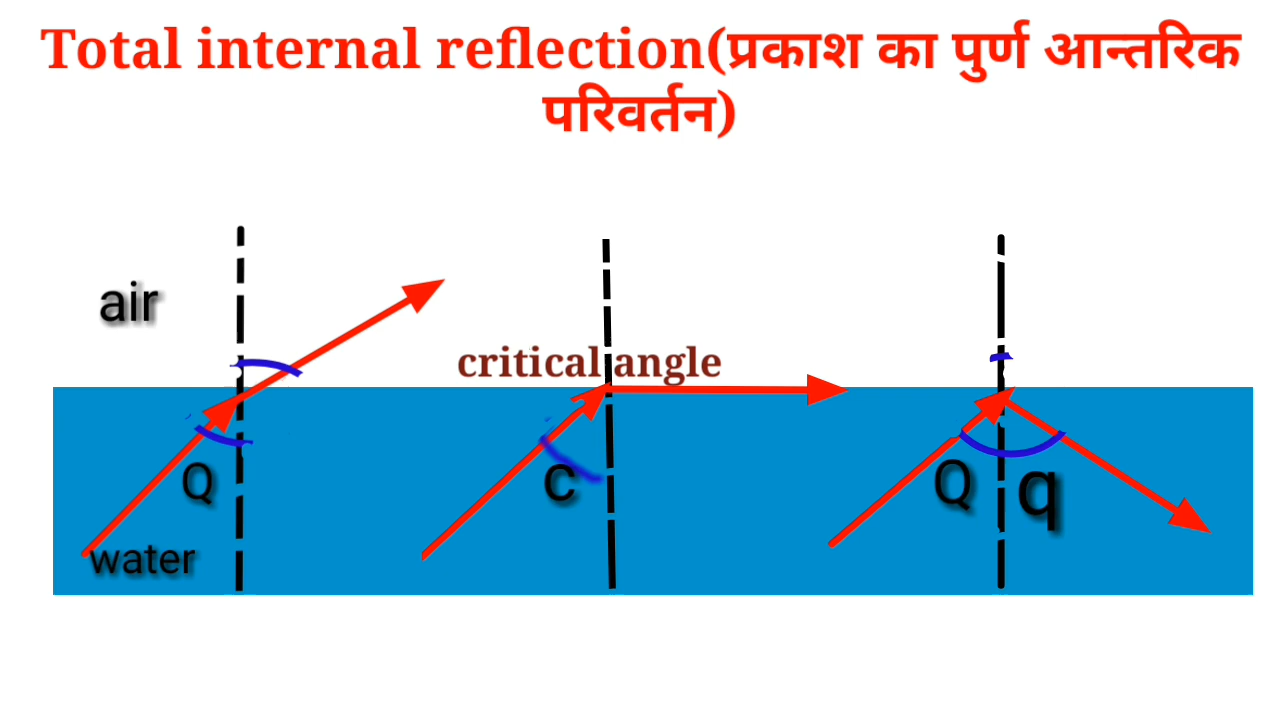 Total internal reflection(प्रकाश का पुर्ण आन्तरिक
परिवर्तन)
air
critical angle
Q
C
Q
q
water